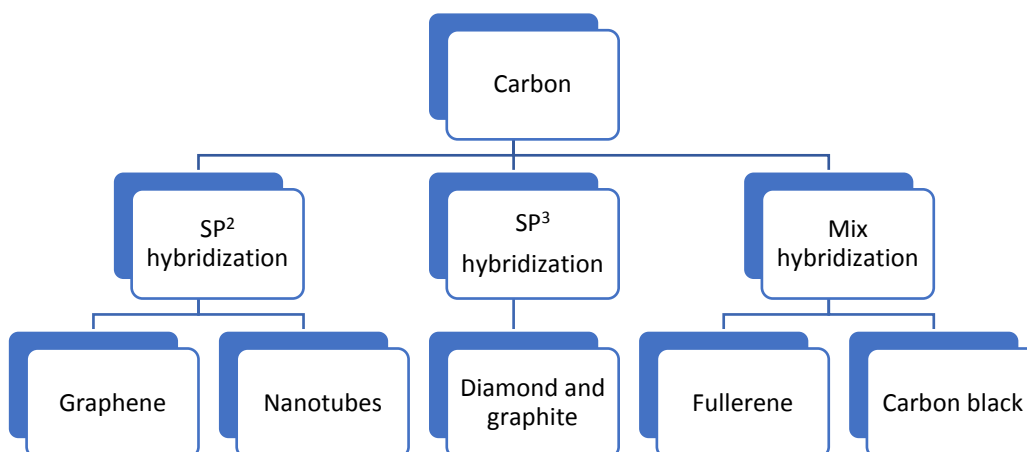 Carbon
SP²
hybridization
SP³
hybridization
Mix
hybridization
Graphene
Nanotubes
Diamond and
graphite
Fullerene
Carbon black